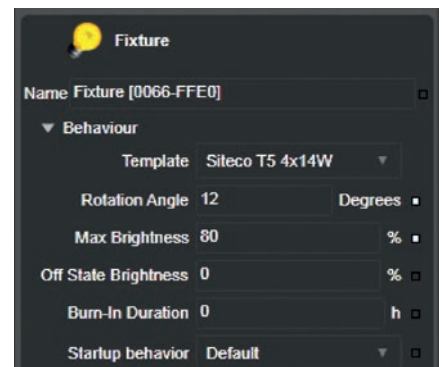 Fixture
Name Fixture [0066-FFE0]
Behaviour
Template Siteco T5 4x14W
Rotation Angle 12 Degrees
Max Brightness 80 %
Off State Brightness 0 %
Burn-In Duration 0 h
Startup behavior Default